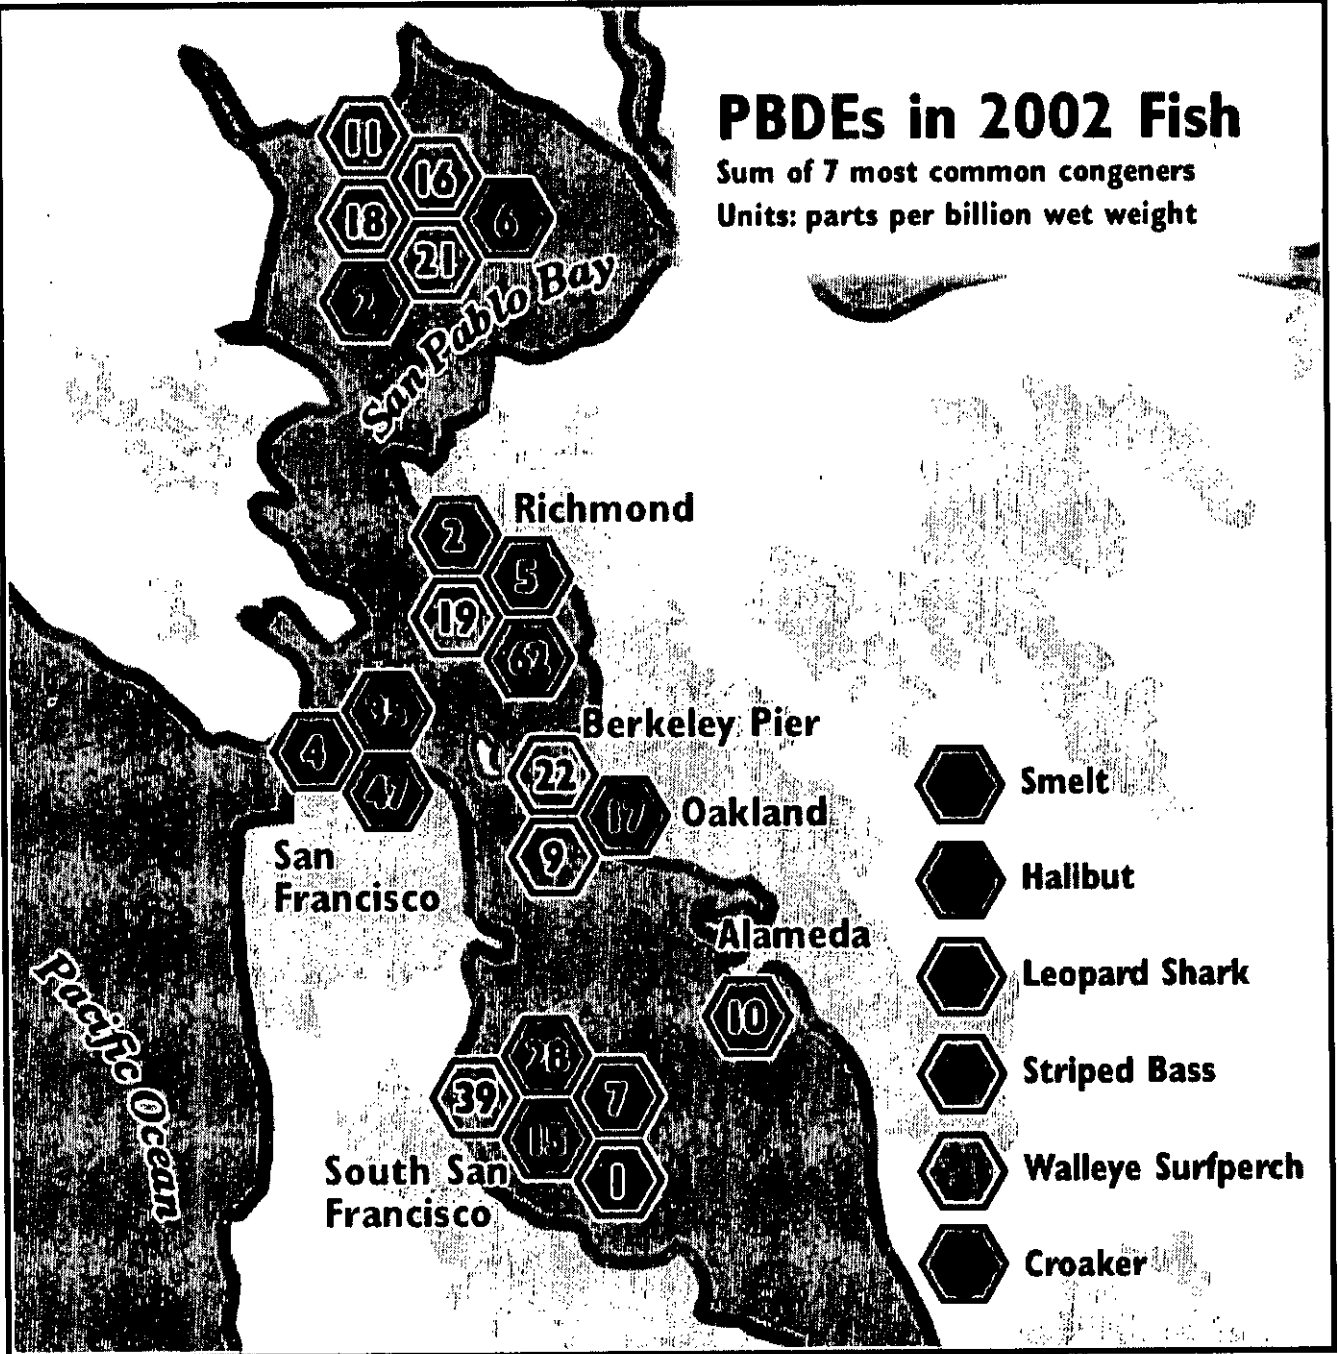 PBDEs in 2002 Fish
Sum of 7 most common congeners
Units: parts per billion wet weight
11
16
18
6
21
2
San Pablo Bay
Richmond
2
5
19
62
Berkeley Pier
4
47
22
17
Oakland
9
San
Francisco
Alameda
10
28
39
7
15
1
South San
Francisco
Pacific Ocean
Smelt
Halibut
Leopard Shark
Striped Bass
Walleye Surfperch
Croaker